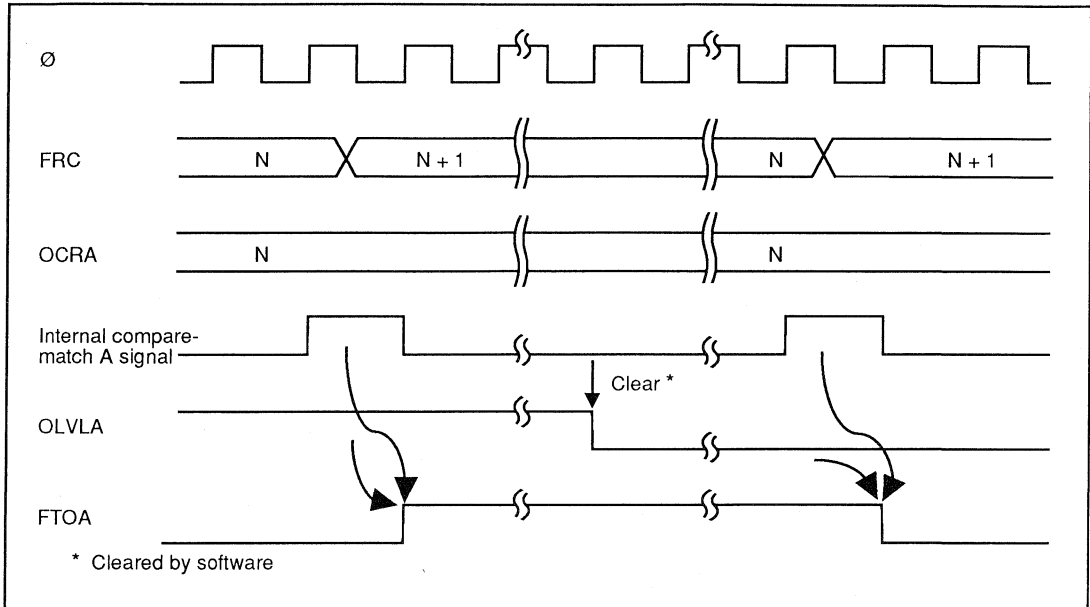 Ø
FRC N N + 1 N N + 1
OCRA N N
Internal compare-
match A signal
Clear *
OLVLA
FTOA
* Cleared by software